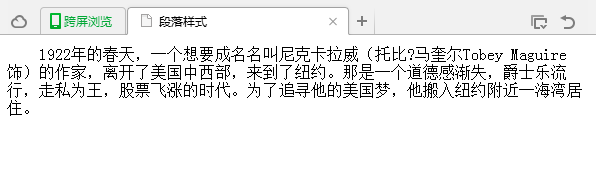 跨屏浏览
段落样式
1922年的春天，一个想要成名名叫尼克卡拉威（托比?马奎尔Tobey Maguire
饰）的作家，离开了美国中西部，来到了纽约。那是一个道德感渐失，爵士乐流
行，走私为王，股票飞涨的时代。为了追寻他的美国梦，他搬入纽约附近一海湾居
住。